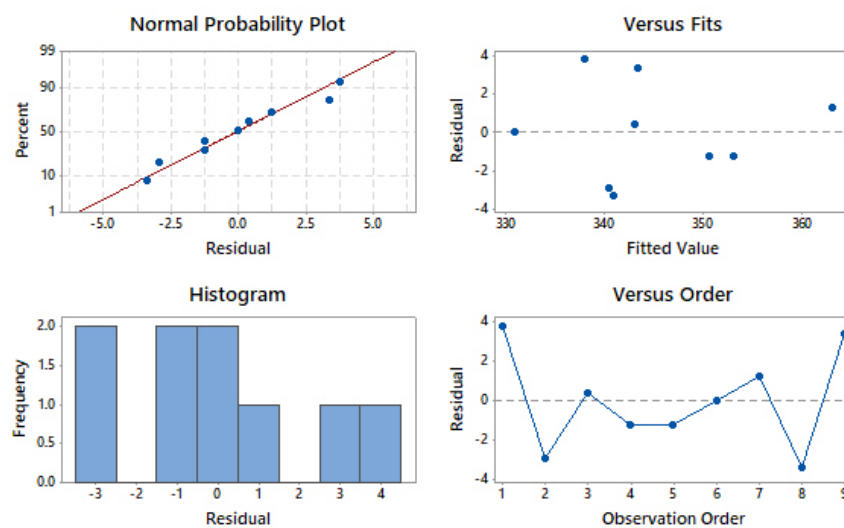 Normal Probability Plot
99
90
50
10
1
Percent
-5.0 -2.5 0.0 2.5 5.0
Residual
Versus Fits
4
2
0
-2
-4
Residual
330 340 350 360
Fitted Value
Histogram
2.0
1.5
1.0
0.5
0.0
Frequency
-3 -2 -1 0 1 2 3 4
Residual
Versus Order
4
2
0
-2
-4
Residual
1 2 3 4 5 6 7 8 9
Observation Order